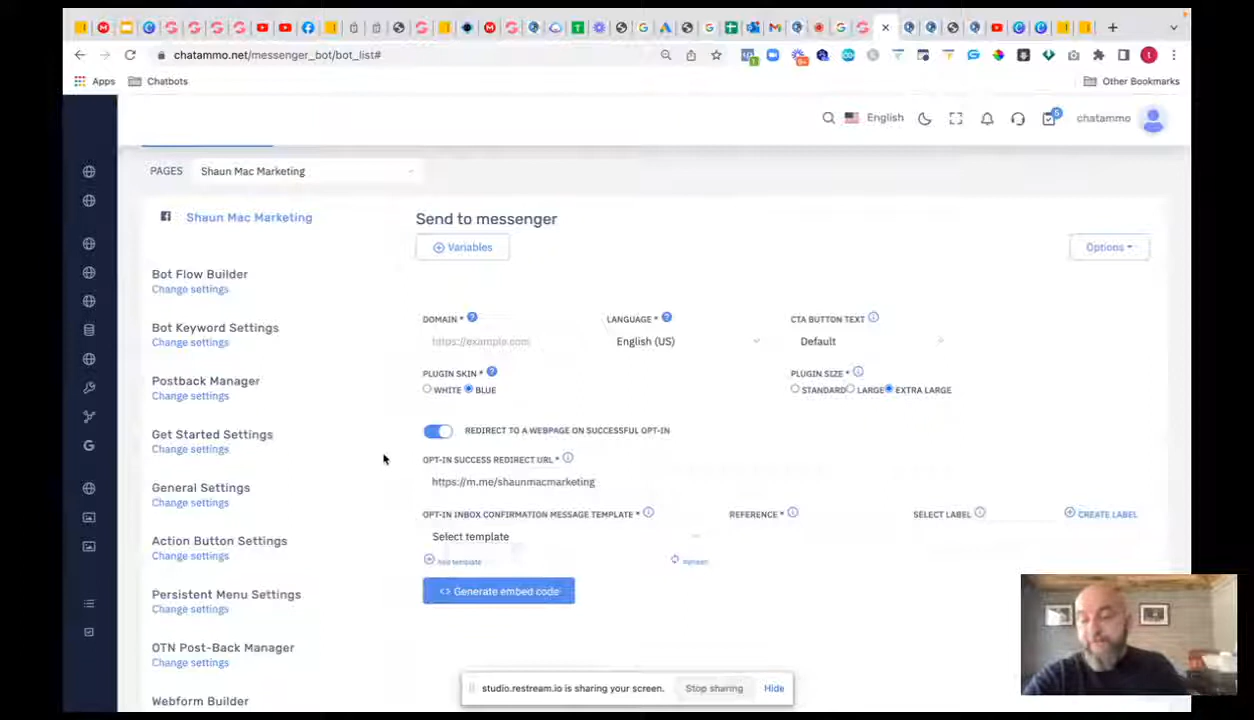 chatammo.net/messenger_bot/bot_list#
Apps
Chatbots
Other Bookmarks
English
5
chatammo
PAGES
Shaun Mac Marketing
Shaun Mac Marketing
Send to messenger
Variables
Options
Bot Flow Builder
Change settings
DOMAIN *
LANGUAGE *
CTA BUTTON TEXT
https://example.com
English (US)
Default
Bot Keyword Settings
Change settings
PLUGIN SKIN *
PLUGIN SIZE *
WHITE
BLUE
STANDARD
LARGE
EXTRA LARGE
Postback Manager
Change settings
REDIRECT TO A WEBPAGE ON SUCCESSFUL OPT-IN
Get Started Settings
Change settings
OPT-IN SUCCESS REDIRECT URL *
https://m.me/shaunmacmarketing
General Settings
Change settings
OPT-IN INBOX CONFIRMATION MESSAGE TEMPLATE *
REFERENCE *
SELECT LABEL
CREATE LABEL
Select template
Action Button Settings
Change settings
Add template
Refresh
Generate embed code
Persistent Menu Settings
Change settings
OTN Post-Back Manager
Change settings
Webform Builder
studio.restream.io is sharing your screen.
Stop sharing
Hide